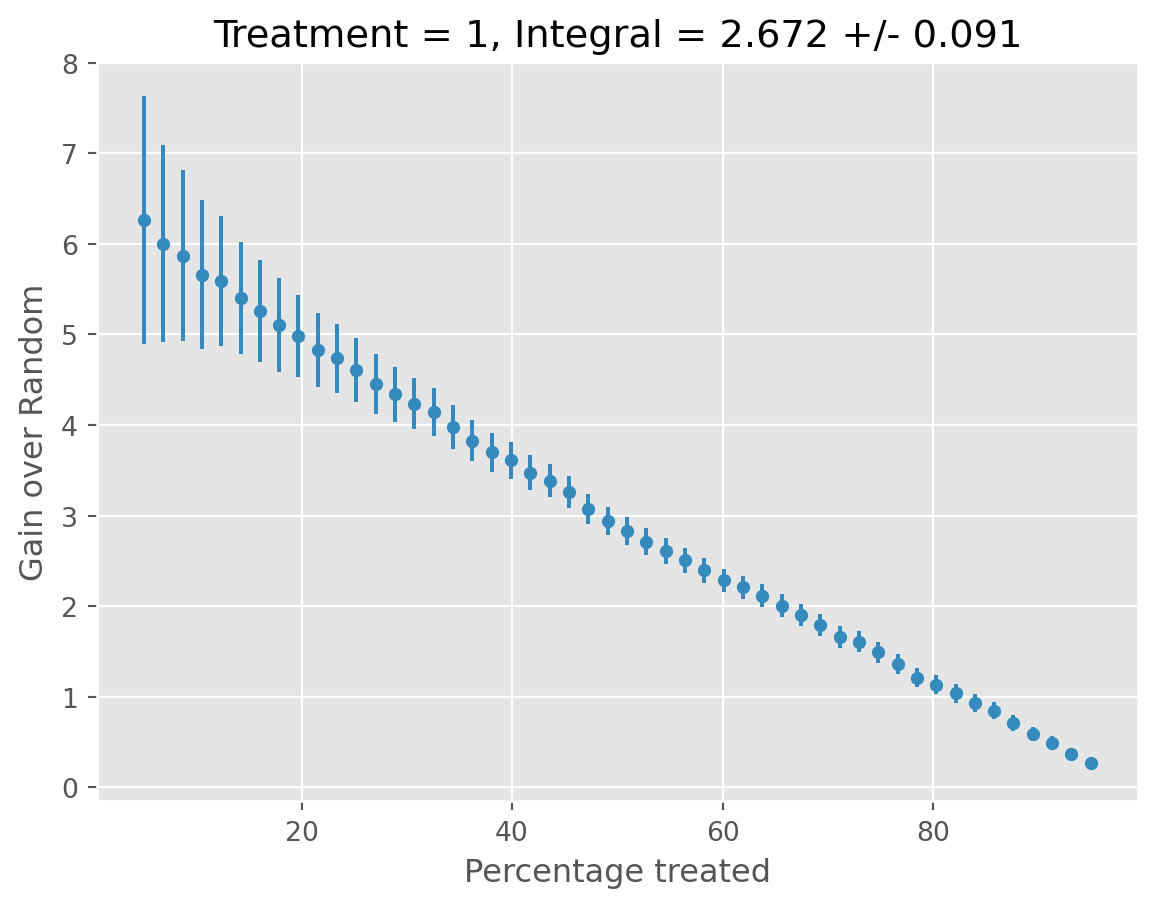 Treatment = 1, Integral = 2.672 +/- 0.091
8
7
6
5
4
3
2
1
0
Gain over Random
20 40 60 80
Percentage treated